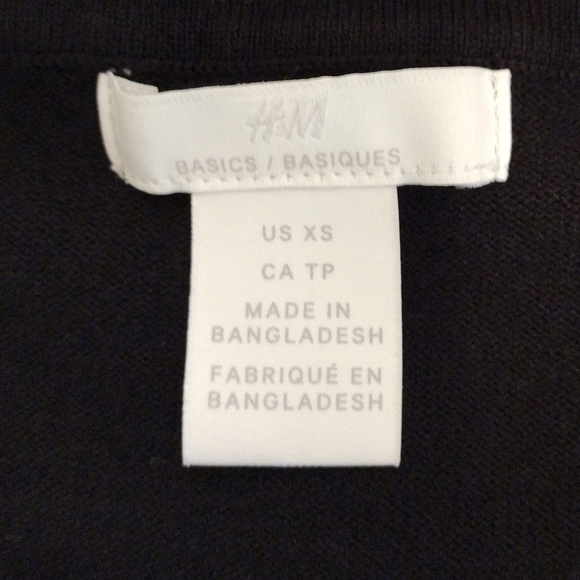 H&M
BASICS / BASIQUES
US XS
CA TP
MADE IN
BANGLADESH
FABRIQUÉ EN
BANGLADESH